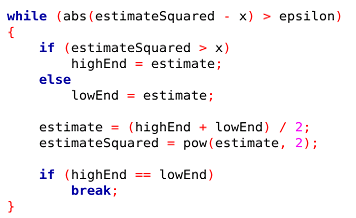 while (abs(estimateSquared - x) > epsilon)
{
    if (estimateSquared > x)
        highEnd = estimate;
    else
        lowEnd = estimate;

    estimate = (highEnd + lowEnd) / 2;
    estimateSquared = pow(estimate, 2);

    if (highEnd == lowEnd)
        break;
}